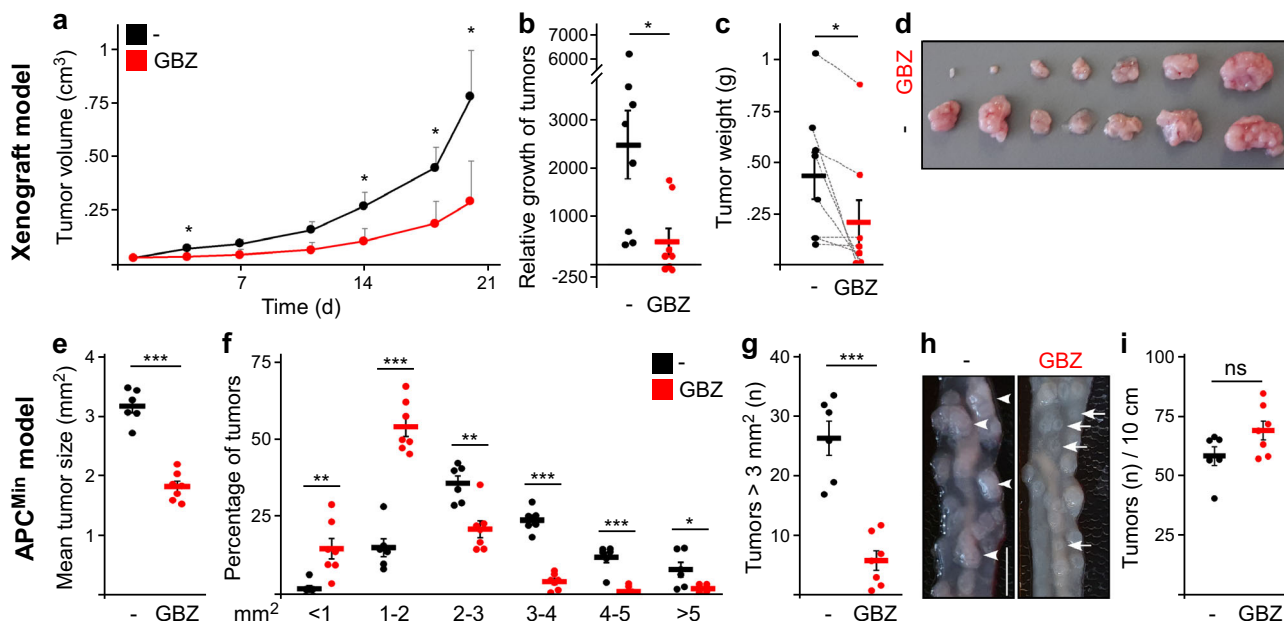 Xenograft model
a
- 
GBZ
Tumor volume (cm3)
1
.75
.50
.25
*
*
*
*
7
14
21
Time (d)
b
Relative growth of tumors
7000
6000
3000
2000
1000
-250
*
- GBZ
c
Tumor weight (g)
1
.75
.50
.25
*
- GBZ
d
GBZ
-
APCMin model
e
Mean tumor size (mm2)
4
3
2
1
***
- GBZ
f
Percentage of tumors
75
50
25
-
GBZ
** *** ** *** *** *
mm2 <1 1-2 2-3 3-4 4-5 >5
g
Tumors > 3 mm2 (n)
40
30
20
10
***
- GBZ
h
- GBZ
i
Tumors (n) / 10 cm
100
75
50
25
ns
- GBZ